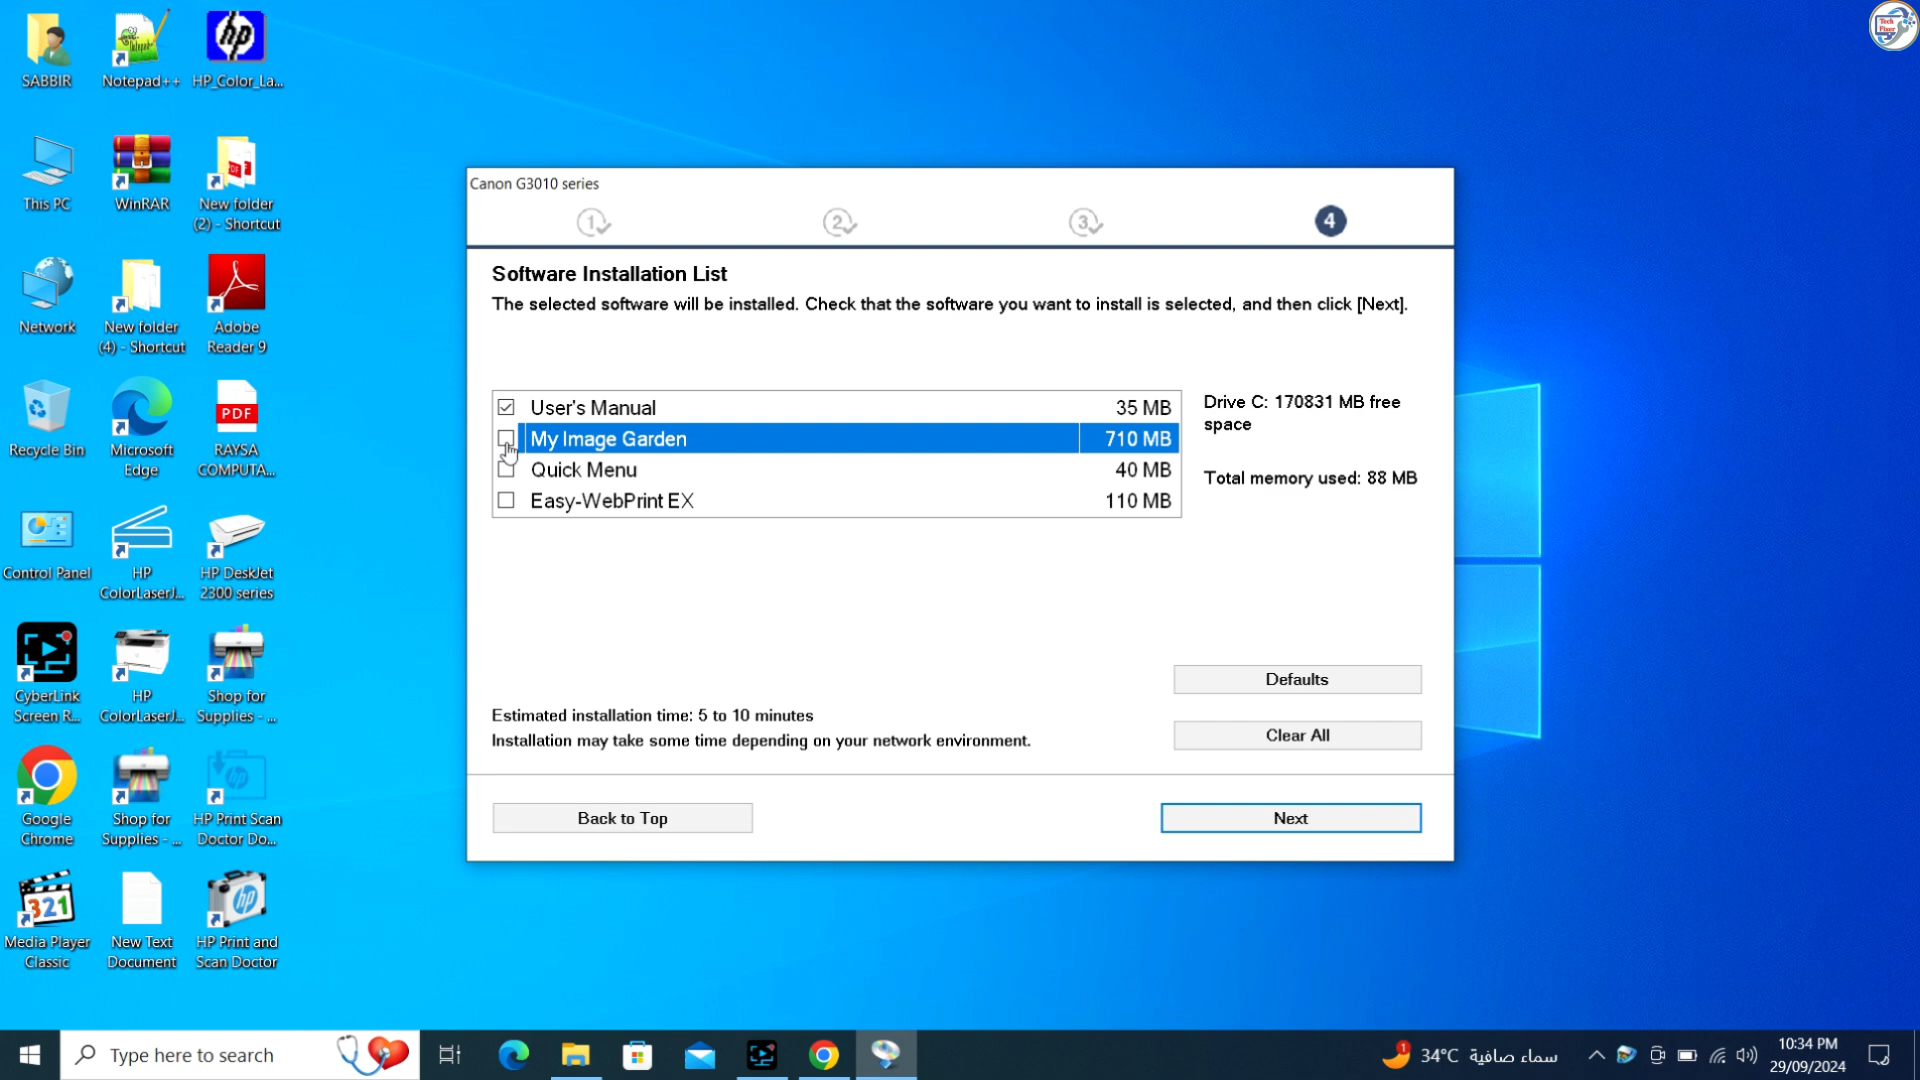 SABBIR
Notepad++
HP_Color_La...
This PC
WinRAR
New folder
(2) - Shortcut
Network
New folder
(4) - Shortcut
Adobe
Reader 9
Recycle Bin
Microsoft
Edge
PDF
RAYSA
COMPUTA...
Control Panel
HP
ColorLaserJ...
HP DeskJet
2300 series
CyberLink
Screen R...
HP
ColorLaserJ...
Shop for
Supplies - ...
Google
Chrome
Shop for
Supplies - ...
HP Print Scan
Doctor Do...
321
Media Player
Classic
New Text
Document
HP Print and
Scan Doctor
Tech
Fixer
Canon G3010 series
1
2
3
4
Software Installation List
The selected software will be installed. Check that the software you want to install is selected, and then click [Next].
User's Manual 35 MB
My Image Garden 710 MB
Quick Menu 40 MB
Easy-WebPrint EX 110 MB
Drive C: 170831 MB free
space
Total memory used: 88 MB
Defaults
Estimated installation time: 5 to 10 minutes
Installation may take some time depending on your network environment.
Clear All
Back to Top
Next
Type here to search
1
34°C سماء صافية
10:34 PM
29/09/2024